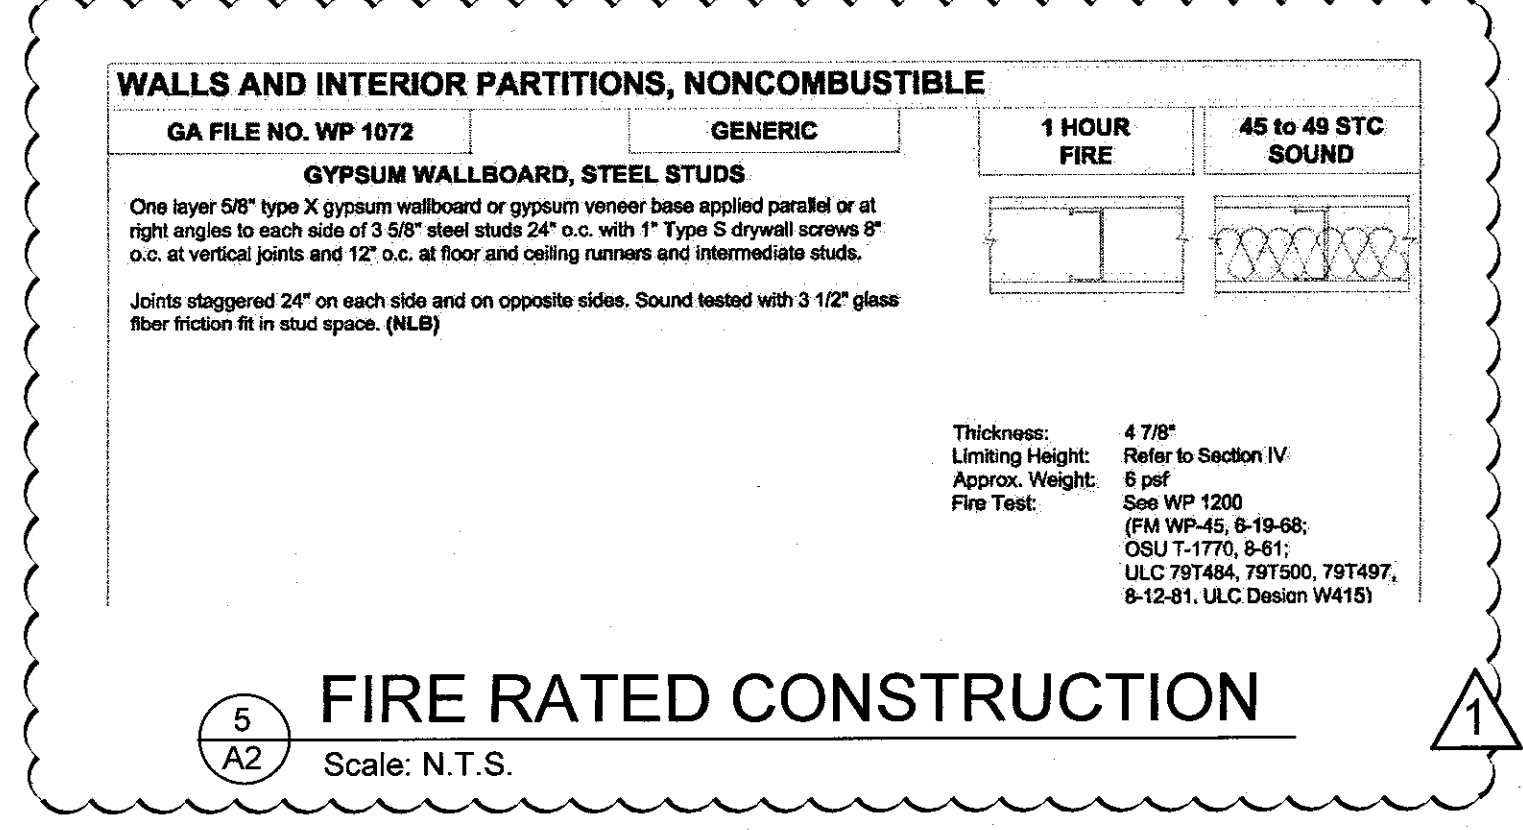 WALLS AND INTERIOR PARTITIONS, NONCOMBUSTIBLE
GA FILE NO. WP 1072
GENERIC
1 HOUR
FIRE
45 to 49 STC
SOUND
GYPSUM WALLBOARD, STEEL STUDS
One layer 5/8" type X gypsum wallboard or gypsum veneer base applied parallel or at
right angles to each side of 3 5/8" steel studs 24" o.c. with 1" Type S drywall screws 8"
o.c. at vertical joints and 12" o.c. at floor and ceiling runners and intermediate studs.
Joints staggered 24" on each side and on opposite sides. Sound tested with 3 1/2" glass
fiber friction fit in stud space. (NLB)
Thickness: 4 7/8"
Limiting Height: Refer to Section IV
Approx. Weight: 6 psf
Fire Test: See WP 1200
(FM WP-45, 6-19-68;
OSU T-1770, 8-61;
ULC 79T484, 79T500, 79T497,
8-12-81, ULC Design W415)
5
A2
FIRE RATED CONSTRUCTION
Scale: N.T.S.
1